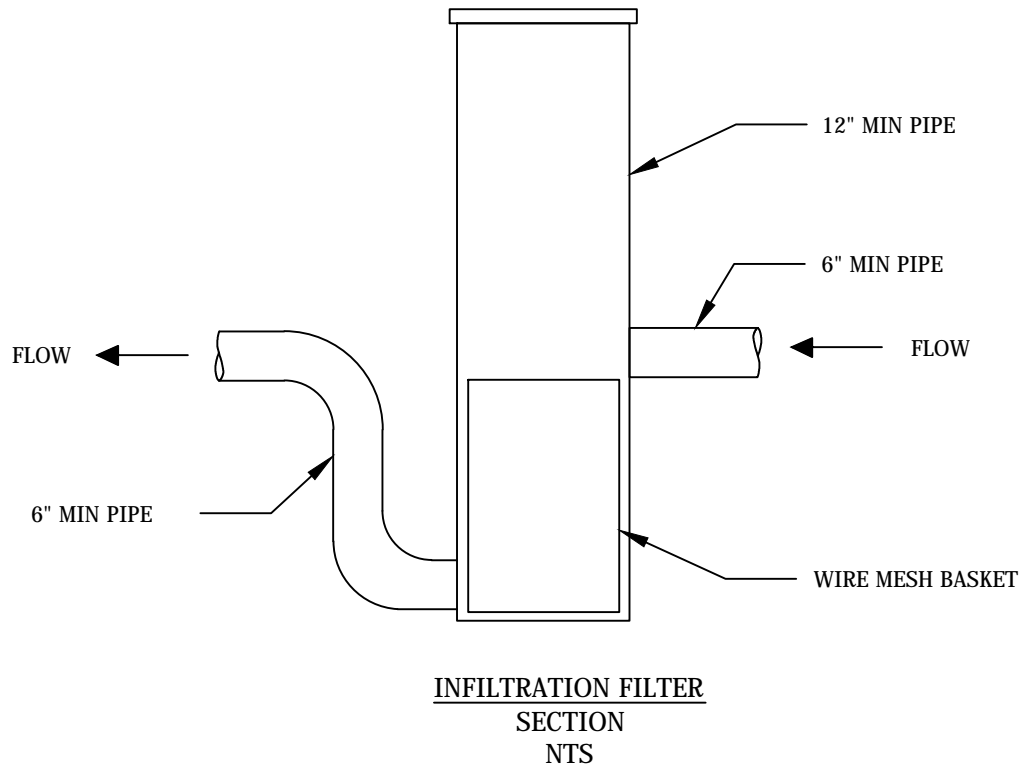 12" MIN PIPE
6" MIN PIPE
FLOW
FLOW
6" MIN PIPE
WIRE MESH BASKET
INFILTRATION FILTER
SECTION
NTS